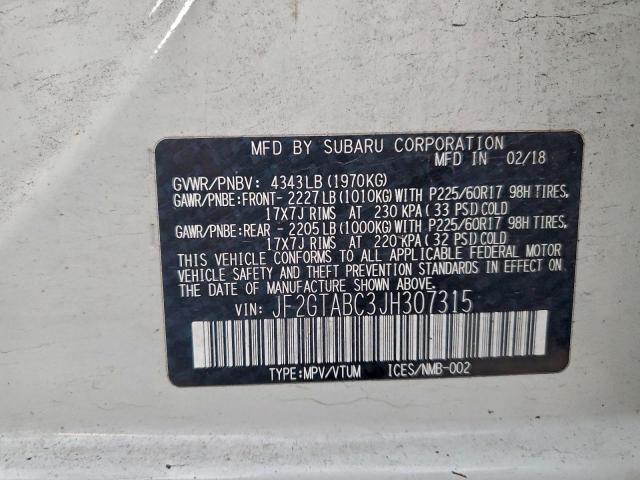 MFD BY SUBARU CORPORATION
MFD IN 02/18
GVWR/PNBV: 4343LB(1970KG)
GAWR/PNBE:FRONT-2227LB(1010KG)WITH P225/60R17 98H TIRES,
17X7J RIMS AT 230 KPA(33 PSI)COLD
GAWR/PNBE:REAR -2205LB(1000KG)WITH P225/60R17 98H TIRES,
17X7J RIMS AT 220 KPA(32 PSI)COLD
THIS VEHICLE CONFORMS TO ALL APPLICABLE FEDERAL MOTOR
VEHICLE SAFETY AND THEFT PREVENTION STANDARDS IN EFFECT ON THE
DATE OF MANUFACTURE SHOWN ABOVE.
VIN: JF2GTABC3JH307315
TYPE:MPV/VTUM ICES/NMB-002